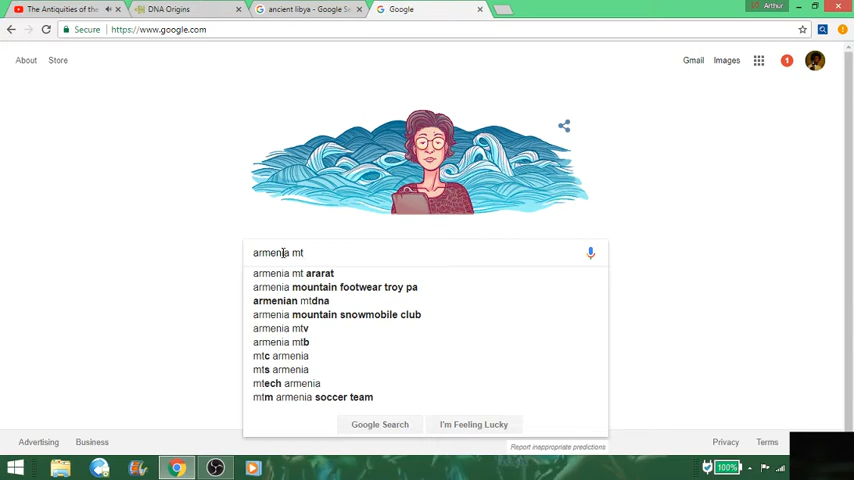 The Antiquities of the
DNA Origins
ancient libya - Google Se
Google
Arthur
Secure
https://www.google.com
About
Store
Gmail
Images
1
armenia mt
armenia mt ararat
armenia mountain footwear troy pa
armenian mtdna
armenia mountain snowmobile club
armenia mtv
armenia mtb
mtc armenia
mts armenia
mtech armenia
mtm armenia soccer team
Google Search
I'm Feeling Lucky
Report inappropriate predictions
Advertising
Business
Privacy
Terms
100%